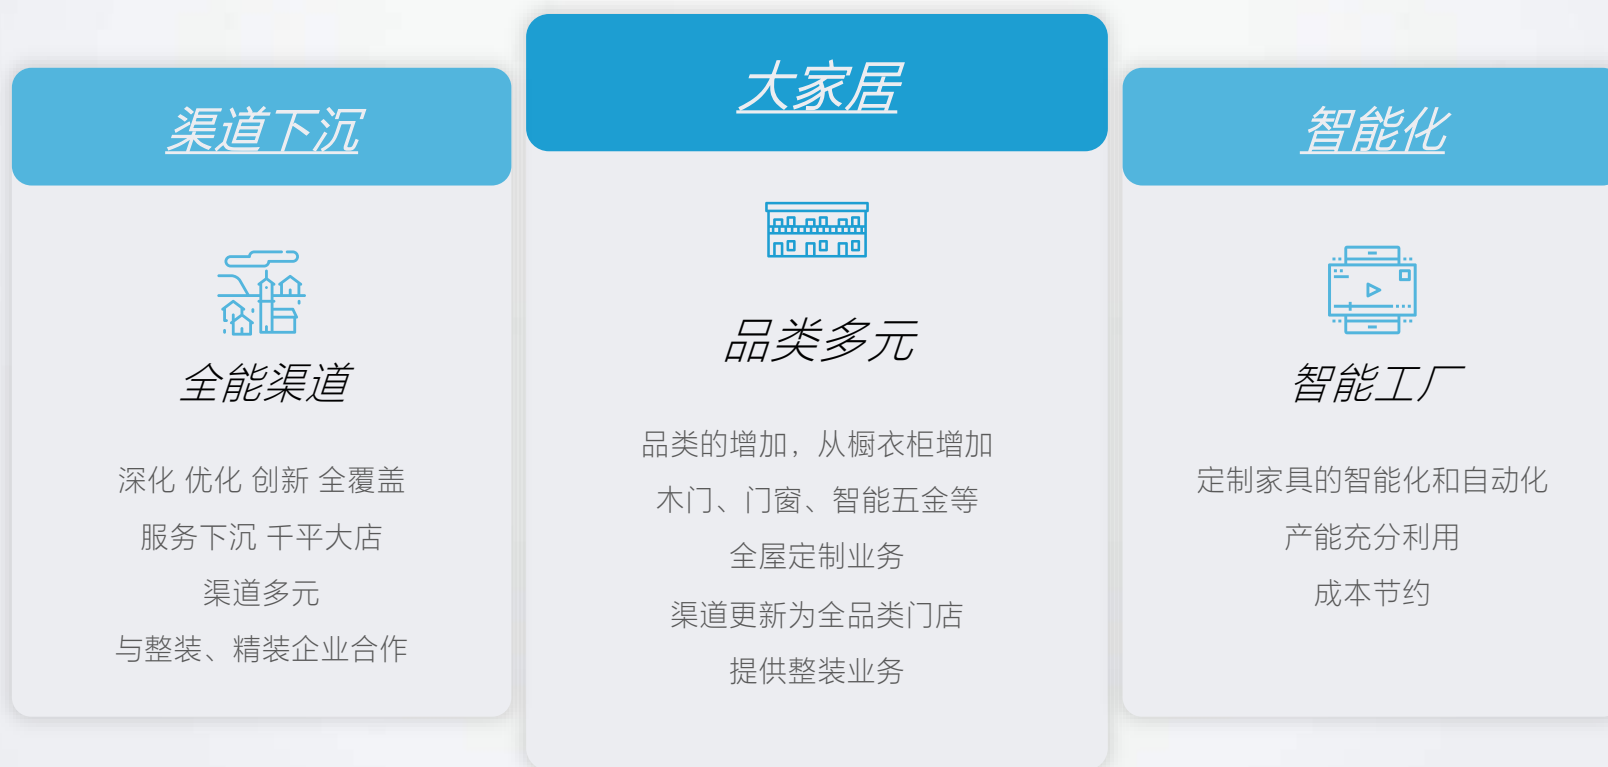 渠道下沉
全能渠道
深化 优化 创新 全覆盖
服务下沉 千平大店
渠道多元
与整装、精装企业合作
大家居
品类多元
品类的增加，从橱衣柜增加
木门、门窗、智能五金等
全屋定制业务
渠道更新为全品类门店
提供整装业务
智能化
智能工厂
定制家具的智能化和自动化
产能充分利用
成本节约